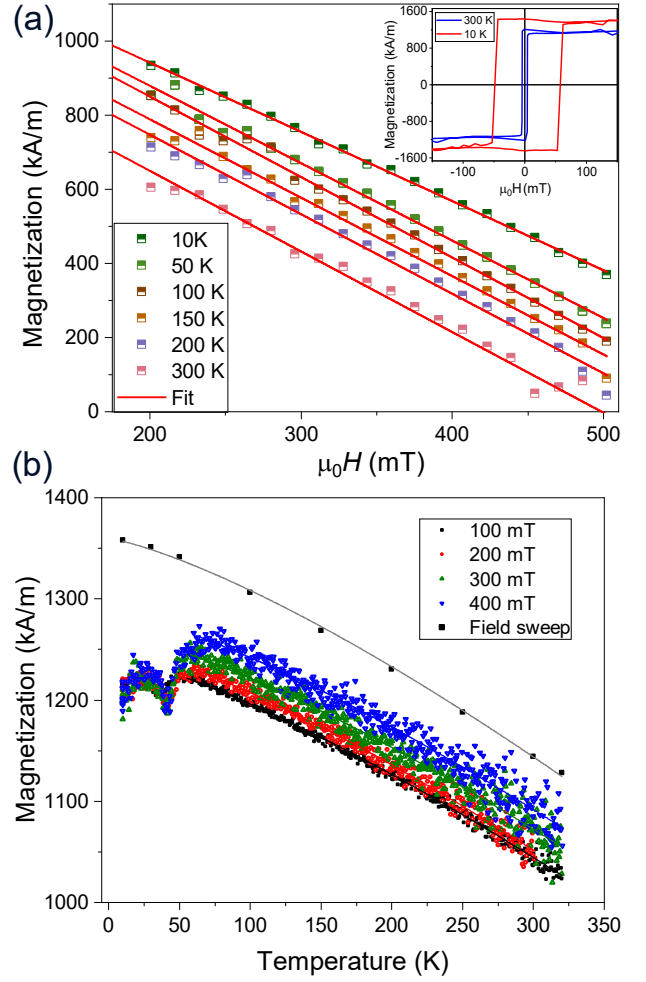 (a)
Magnetization (kA/m)
1000
800
600
400
200
0
200
300
400
500
μ₀H (mT)
10K
50 K
100 K
150 K
200 K
300 K
Fit
Magnetization (kA/m)
1600
800
0
-800
-1600
-100
0
100
μ₀H (mT)
300 K
10 K
(b)
Magnetization (kA/m)
1400
1300
1200
1100
1000
0
50
100
150
200
250
300
350
Temperature (K)
100 mT
200 mT
300 mT
400 mT
Field sweep